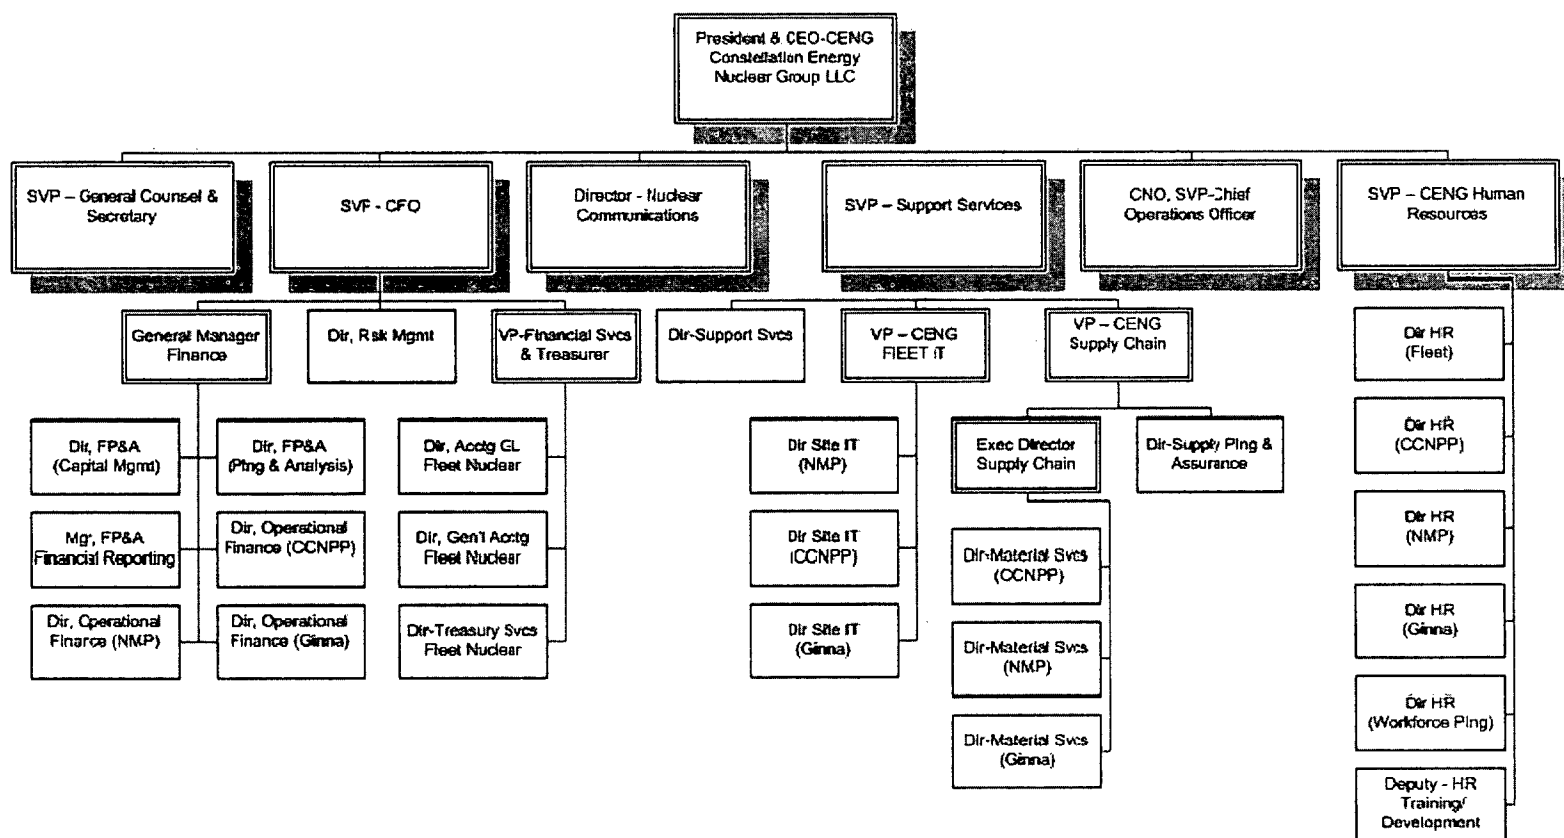 President & CEO-CENG
Constellation Energy
Nuclear Group LLC
SVP – General Counsel &
Secretary
SVP - CFO
Director - Nuclear
Communications
SVP – Support Services
CNO, SVP-Chief
Operations Officer
SVP – CENG Human
Resources
General Manager
Finance
Dir, Risk Mgmt
VP-Financial Svcs
& Treasurer
Dir-Support Svcs
VP – CENG
FlEET IT
VP – CENG
Supply Chain
Dir, FP&A
(Capital Mgmt)
Dir, FP&A
(Plng & Analysis)
Mgr, FP&A
Financial Reporting
Dir, Operational
Finance (CCNPP)
Dir, Operational
Finance (NMP)
Dir, Operational
Finance (Ginna)
Dir, Acctg GL
Fleet Nuclear
Dir, Gen'l Acctg
Fleet Nuclear
Dir-Treasury Svcs
Fleet Nuclear
Dir Site IT
(NMP)
Dir Site IT
(CCNPP)
Dir Site IT
(Ginna)
Exec Director
Supply Chain
Dir-Supply Plng &
Assurance
Dir-Material Svcs
(CCNPP)
Dir-Material Svcs
(NMP)
Dir-Material Svcs
(Ginna)
Dir HR
(Fleet)
Dir HR
(CCNPP)
Dir HR
(NMP)
Dir HR
(Ginna)
Dir HR
(Workforce Plng)
Deputy - HR
Training/
Development